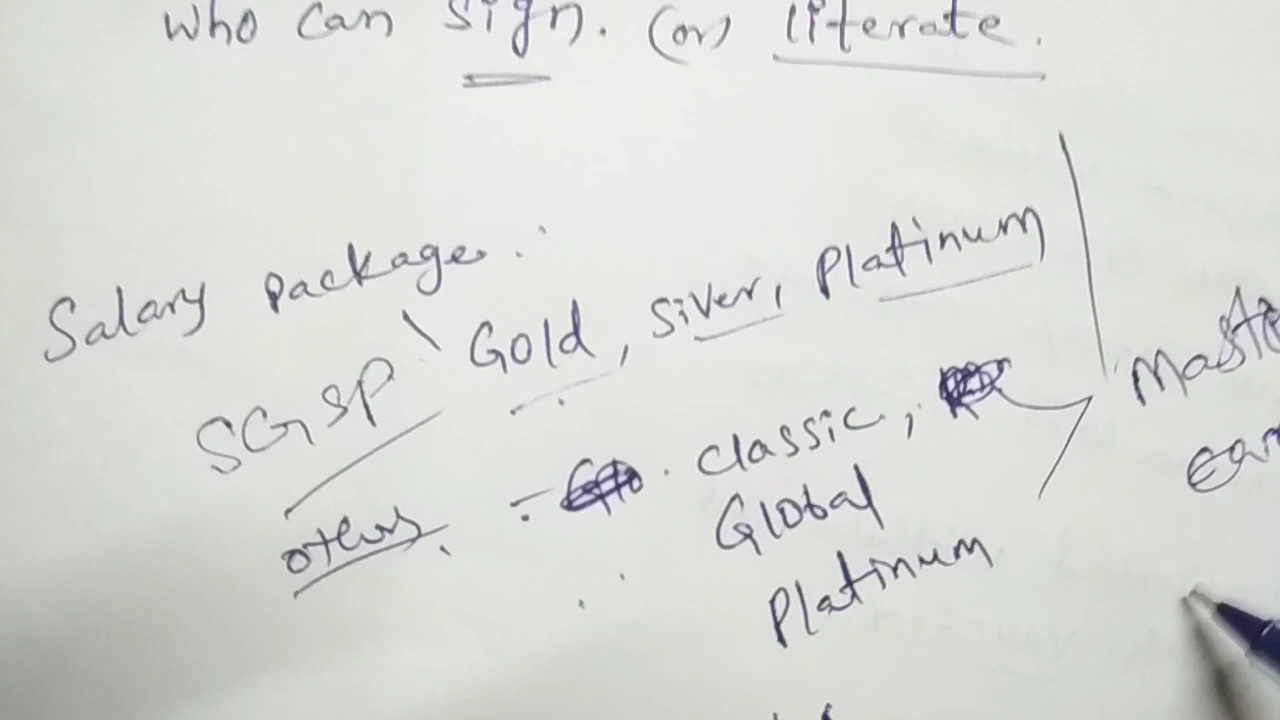 who can sign. (or) literate.
Salary package :
SGSP Gold, Silver, Platinum
others - classic,
Global
Platinum